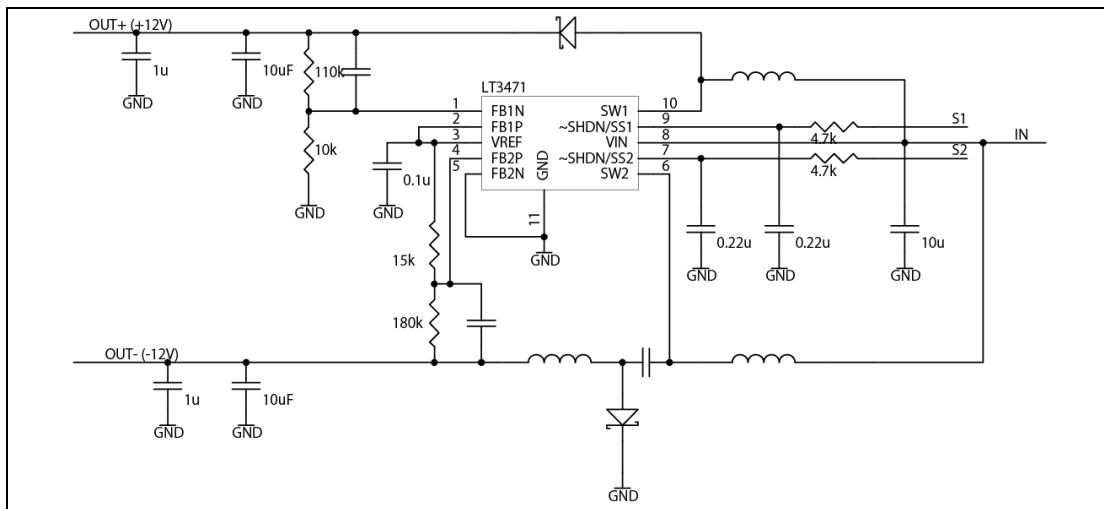 OUT+ (+12V)
1u
GND
10uF
GND
110k
10k
GND
LT3471
1 FB1N SW1 10
2 FB1P ~SHDN/SS1 9
3 VREF VIN 8
4 FB2P ~SHDN/SS2 7
5 FB2N SW2 6
GND
11
GND
0.1u
GND
4.7k
S1
IN
4.7k
S2
0.22u
GND
0.22u
GND
10u
GND
15k
180k
OUT- (-12V)
1u
GND
10uF
GND
GND